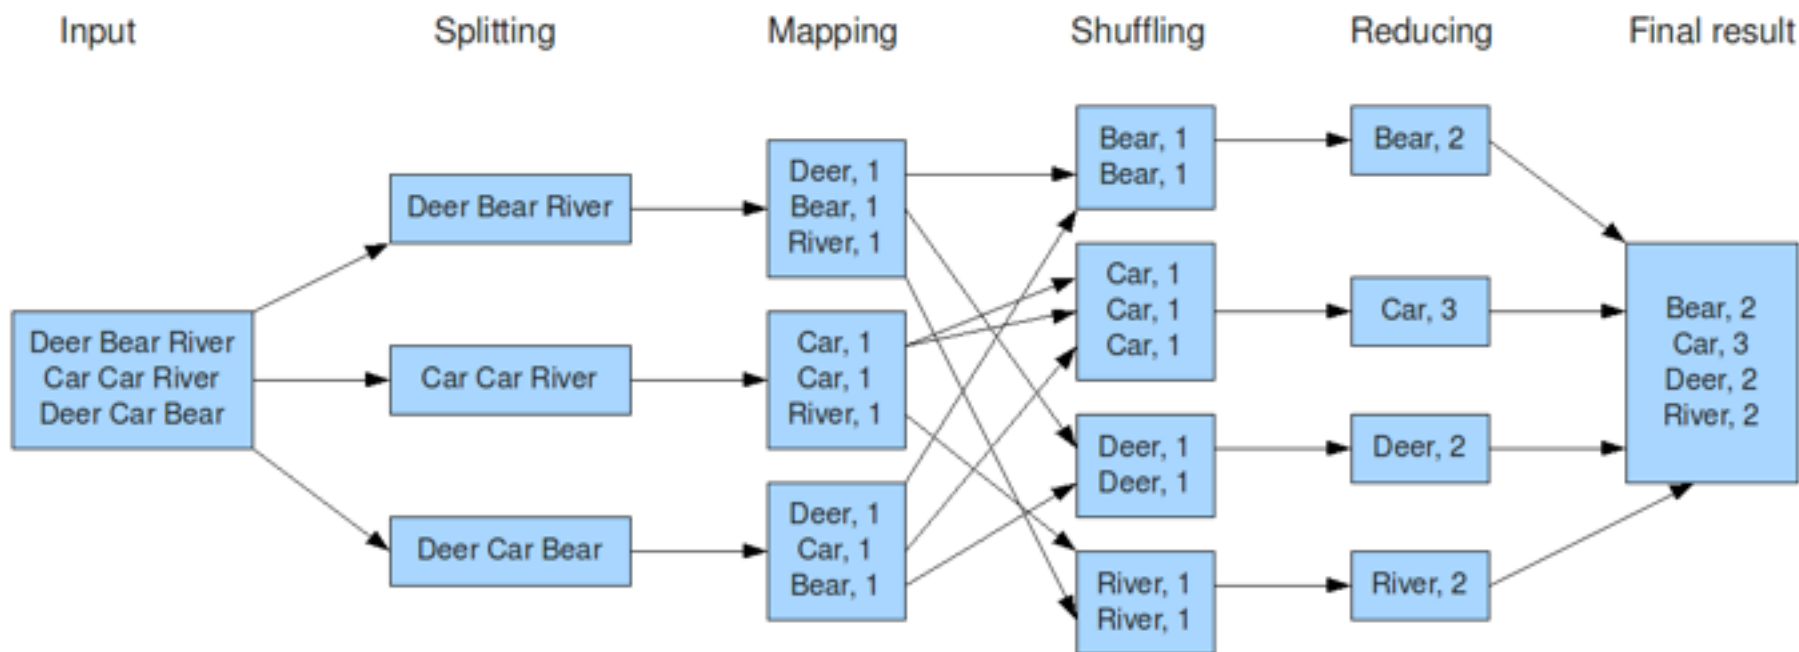 Input
Splitting
Mapping
Shuffling
Reducing
Final result
Deer Bear River
Car Car River
Deer Car Bear
Deer Bear River
Car Car River
Deer Car Bear
Deer, 1
Bear, 1
River, 1
Car, 1
Car, 1
River, 1
Deer, 1
Car, 1
Bear, 1
Bear, 1
Bear, 1
Car, 1
Car, 1
Car, 1
Deer, 1
Deer, 1
River, 1
River, 1
Bear, 2
Car, 3
Deer, 2
River, 2
Bear, 2
Car, 3
Deer, 2
River, 2